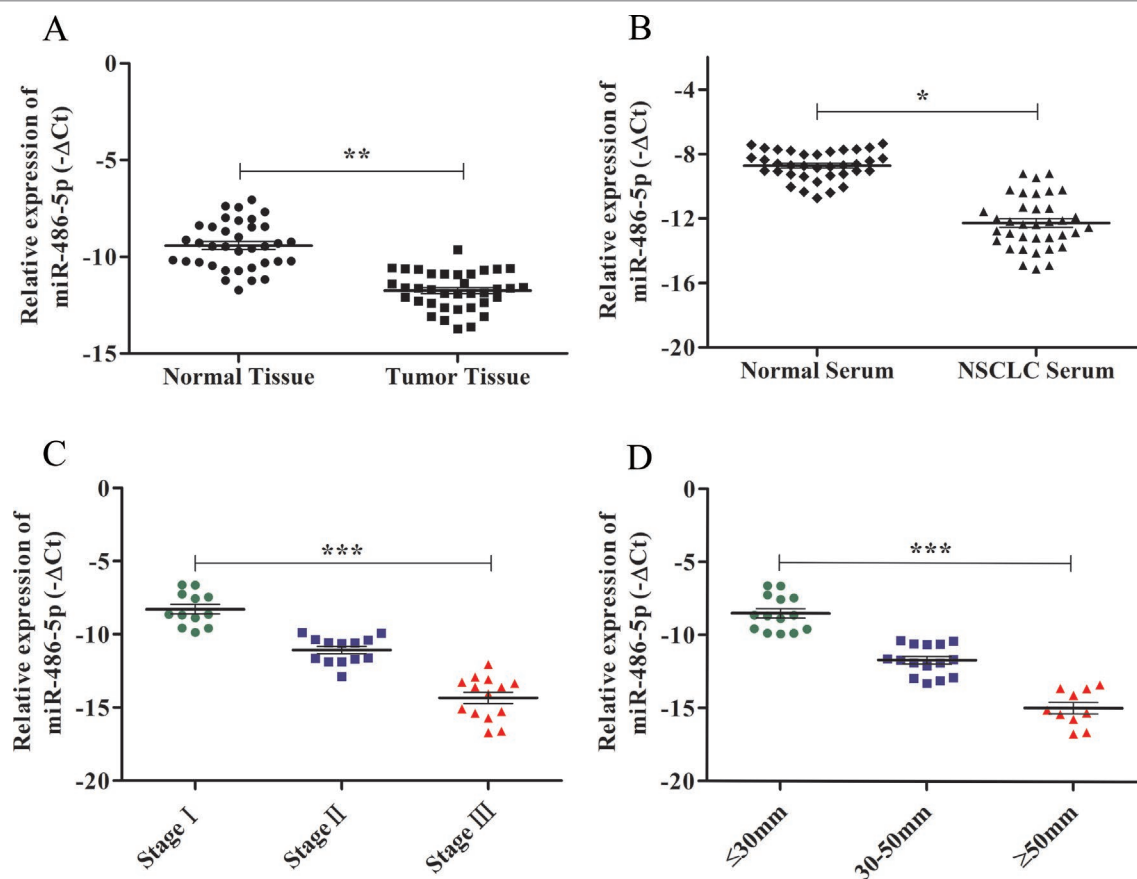 A
Relative expression of
miR-486-5p (-ΔCt)
0
-5
-10
-15
**
Normal Tissue
Tumor Tissue
B
Relative expression of
miR-486-5p (-ΔCt)
-4
-8
-12
-16
-20
*
Normal Serum
NSCLC Serum
C
Relative expression of
miR-486-5p (-ΔCt)
0
-5
-10
-15
-20
***
Stage I
Stage II
Stage III
D
Relative expression of
miR-486-5p (-ΔCt)
0
-5
-10
-15
-20
***
≤30mm
30-50mm
≥50mm